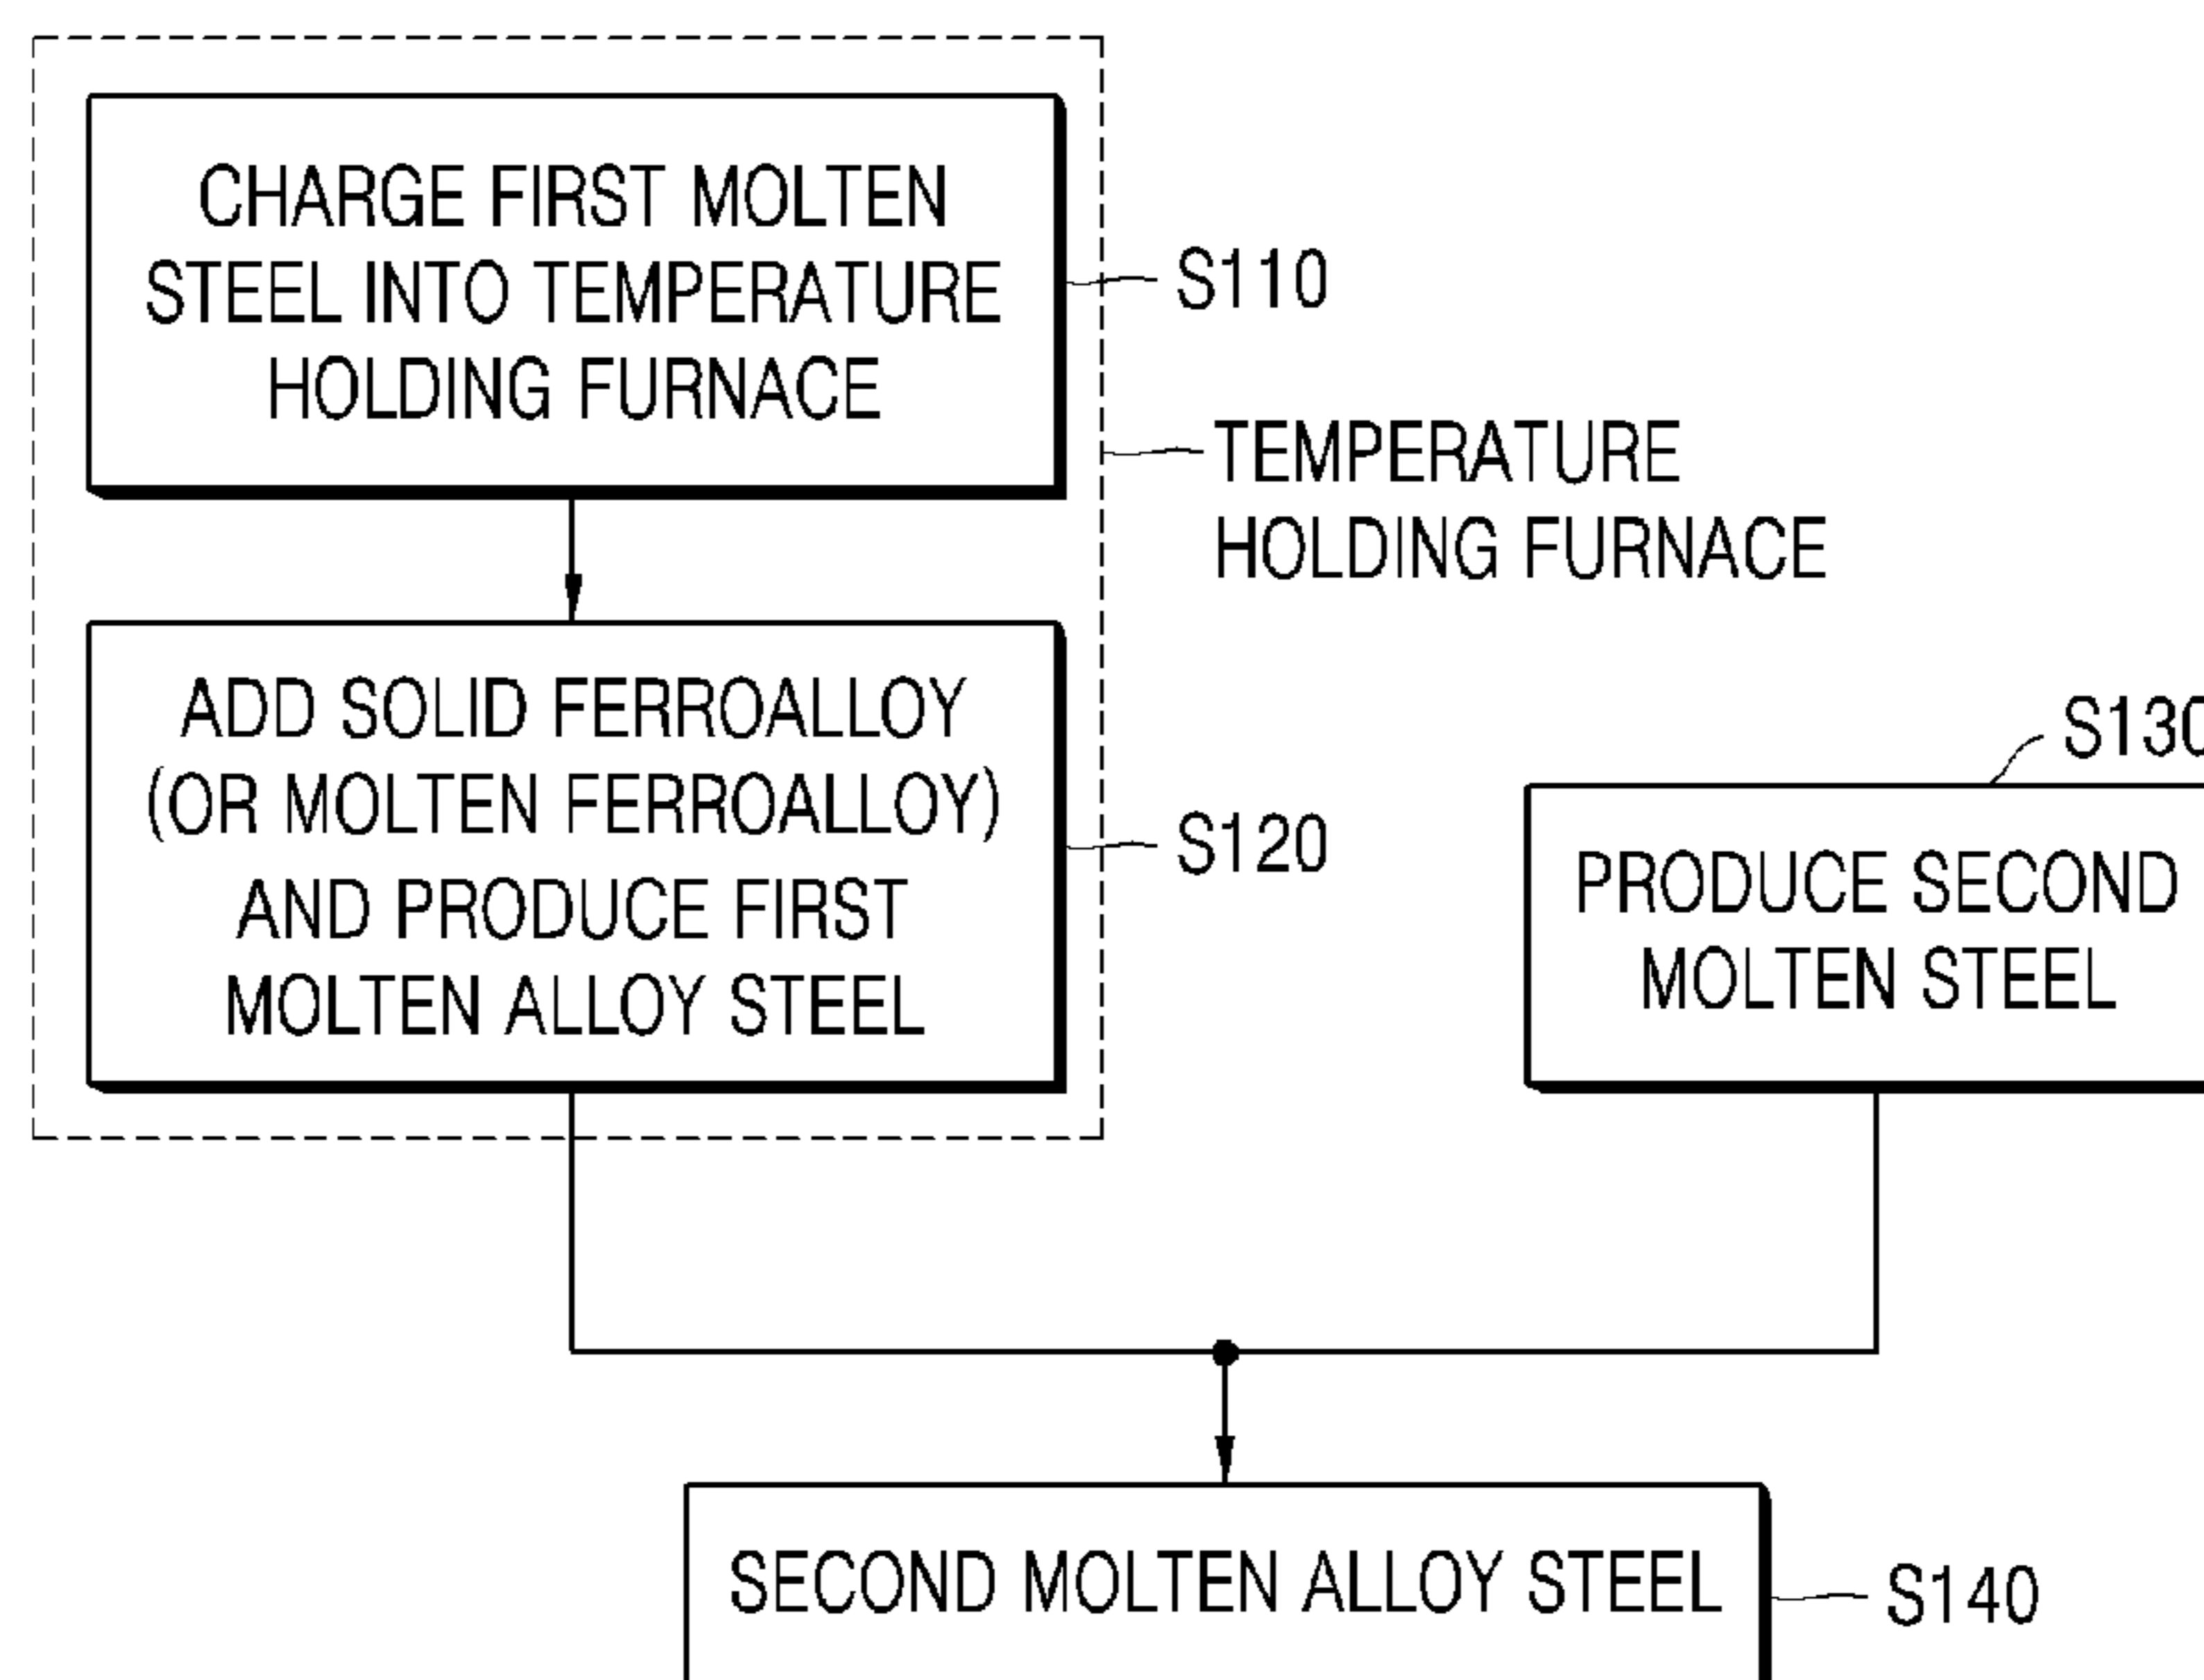 CHARGE FIRST MOLTEN
STEEL INTO TEMPERATURE
HOLDING FURNACE
S110
TEMPERATURE
HOLDING FURNACE
ADD SOLID FERROALLOY
(OR MOLTEN FERROALLOY)
AND PRODUCE FIRST
MOLTEN ALLOY STEEL
S120
S130
PRODUCE SECOND
MOLTEN STEEL
SECOND MOLTEN ALLOY STEEL
S140